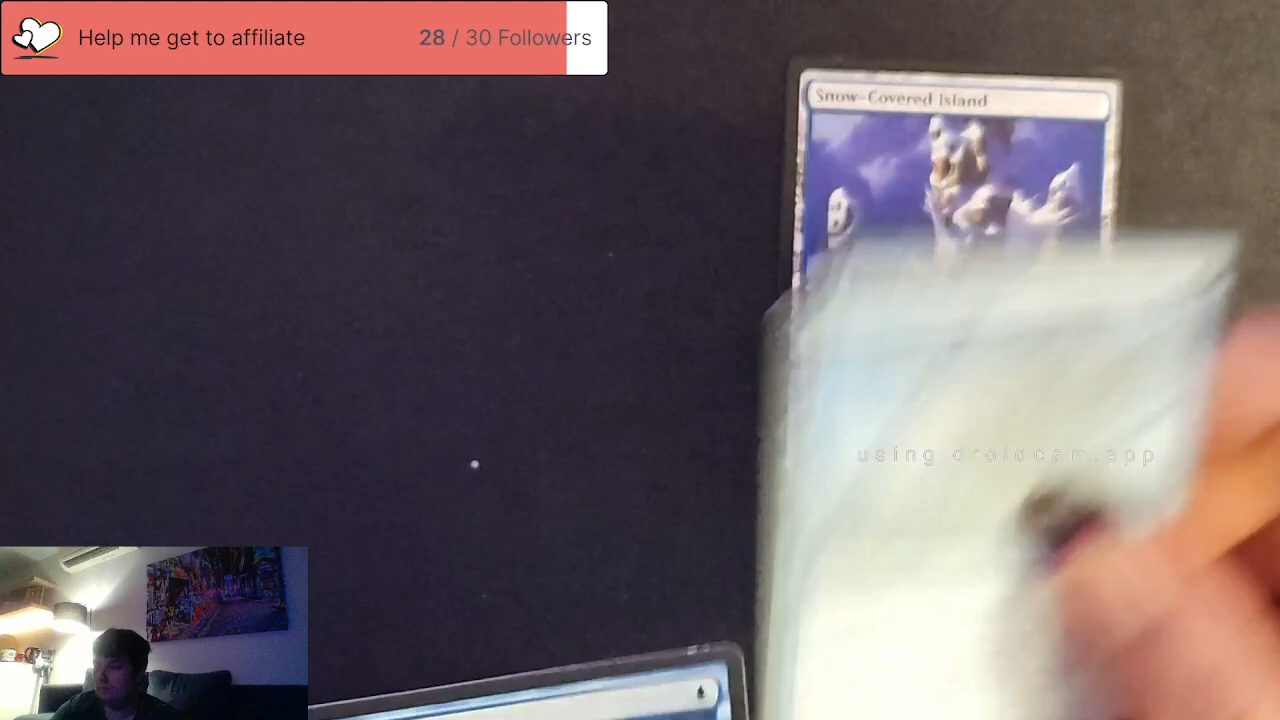 Help me get to affiliate
28 / 30 Followers
Snow-Covered Island
using droidcam.app